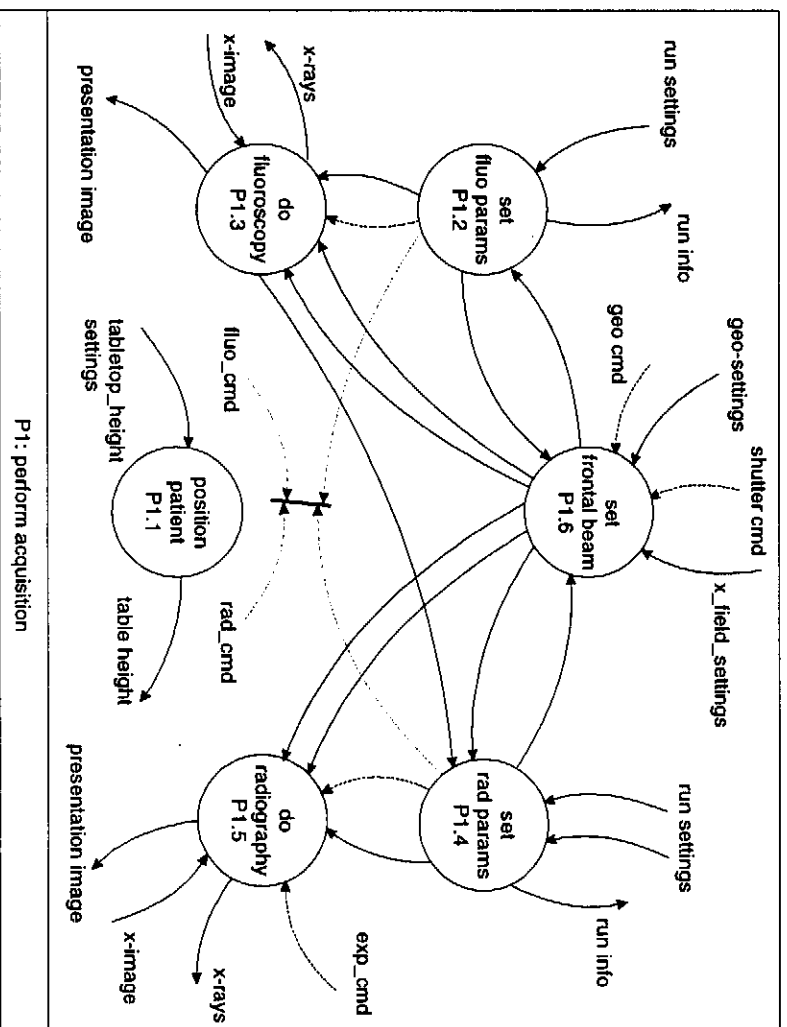 shutter cmd
geo-settings
x_field_settings
geo cmd
set
frontal beam
P1.6
run settings
run info
set
fluo params
P1.2
run settings
run info
set
rad params
P1.4
x-rays
x-image
presentation image
do
fluoroscopy
P1.3
fluo_cmd
rad_cmd
exp_cmd
do
radiography
P1.5
x-rays
x-image
presentation image
tabletop_height
settings
position
patient
P1.1
table height
P1: perform acquisition